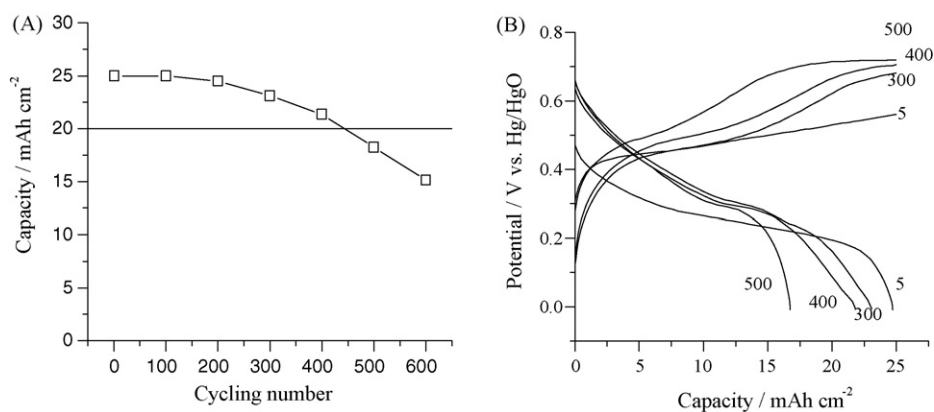 (A)
30
25
20
15
10
5
0
Capacity / mAh cm⁻²
0 100 200 300 400 500 600
Cycling number
(B)
0.8
0.6
0.4
0.2
0.0
Potential / V vs. Hg/HgO
500
400
300
5
5
500
400
300
0 5 10 15 20 25
Capacity / mAh cm⁻²